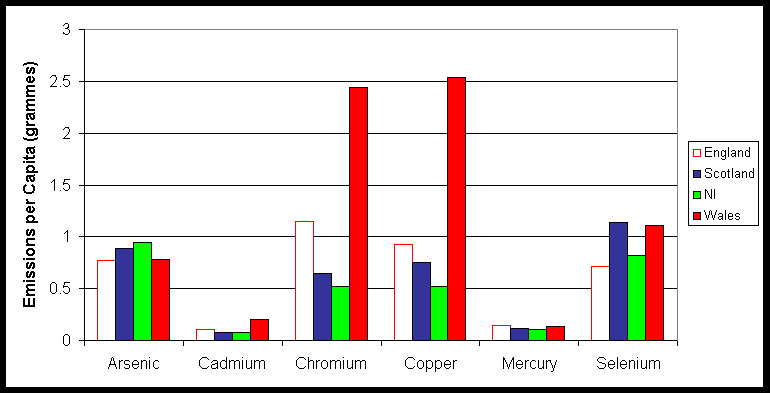 3
2.5
2
1.5
1
0.5
0
Emissions per Capita (grammes)
Arsenic Cadmium Chromium Copper Mercury Selenium
England
Scotland
NI
Wales